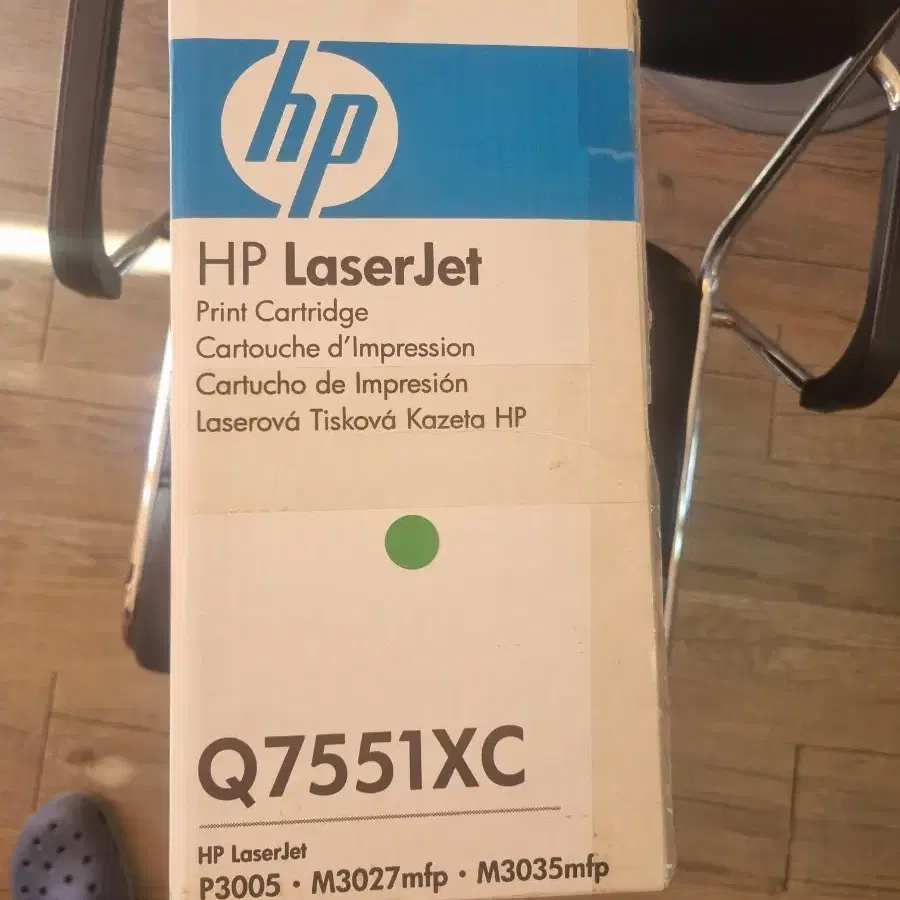 hp
HP LaserJet
Print Cartridge
Cartouche d'Impression
Cartucho de Impresión
Laserová Tisková Kazeta HP
Q7551XC
HP LaserJet
P3005 • M3027mfp • M3035mfp